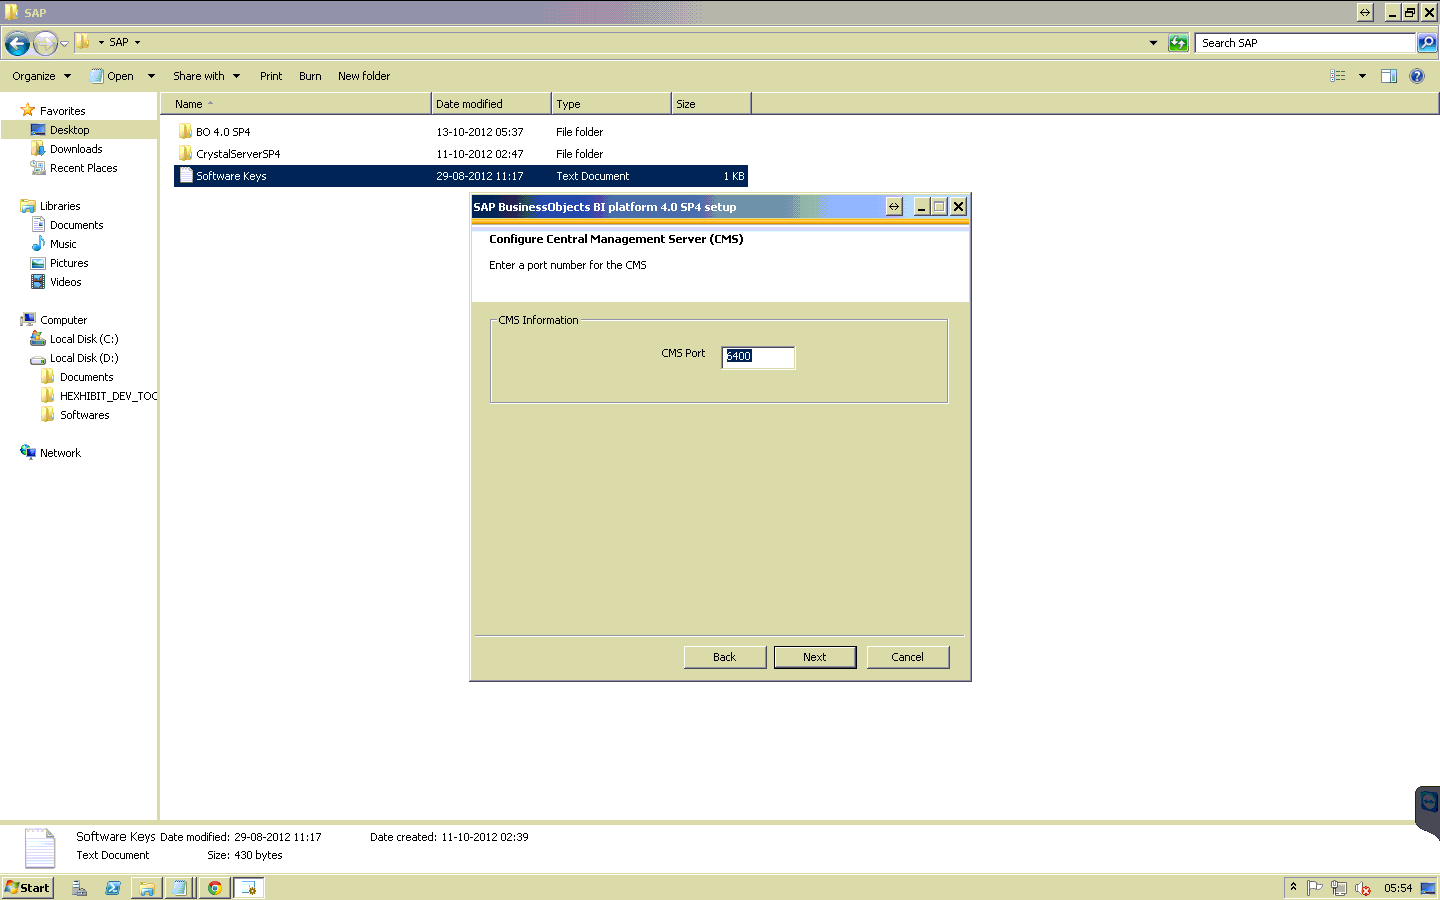 SAP
SAP
Search SAP
Organize Open Share with Print Burn New folder
Name Date modified Type Size
Favorites
Desktop
Downloads
Recent Places
Libraries
Documents
Music
Pictures
Videos
Computer
Local Disk (C:)
Local Disk (D:)
Documents
HEXHIBIT_DEV_TOC
Softwares
Network
BO 4.0 SP4 13-10-2012 05:37 File folder
CrystalServerSP4 11-10-2012 02:47 File folder
Software Keys 29-08-2012 11:17 Text Document 1 KB
SAP BusinessObjects BI platform 4.0 SP4 setup
Configure Central Management Server (CMS)
Enter a port number for the CMS
CMS Information
CMS Port 6400
Back Next Cancel
Software Keys Date modified: 29-08-2012 11:17 Date created: 11-10-2012 02:39
Text Document Size: 430 bytes
Start 05:54